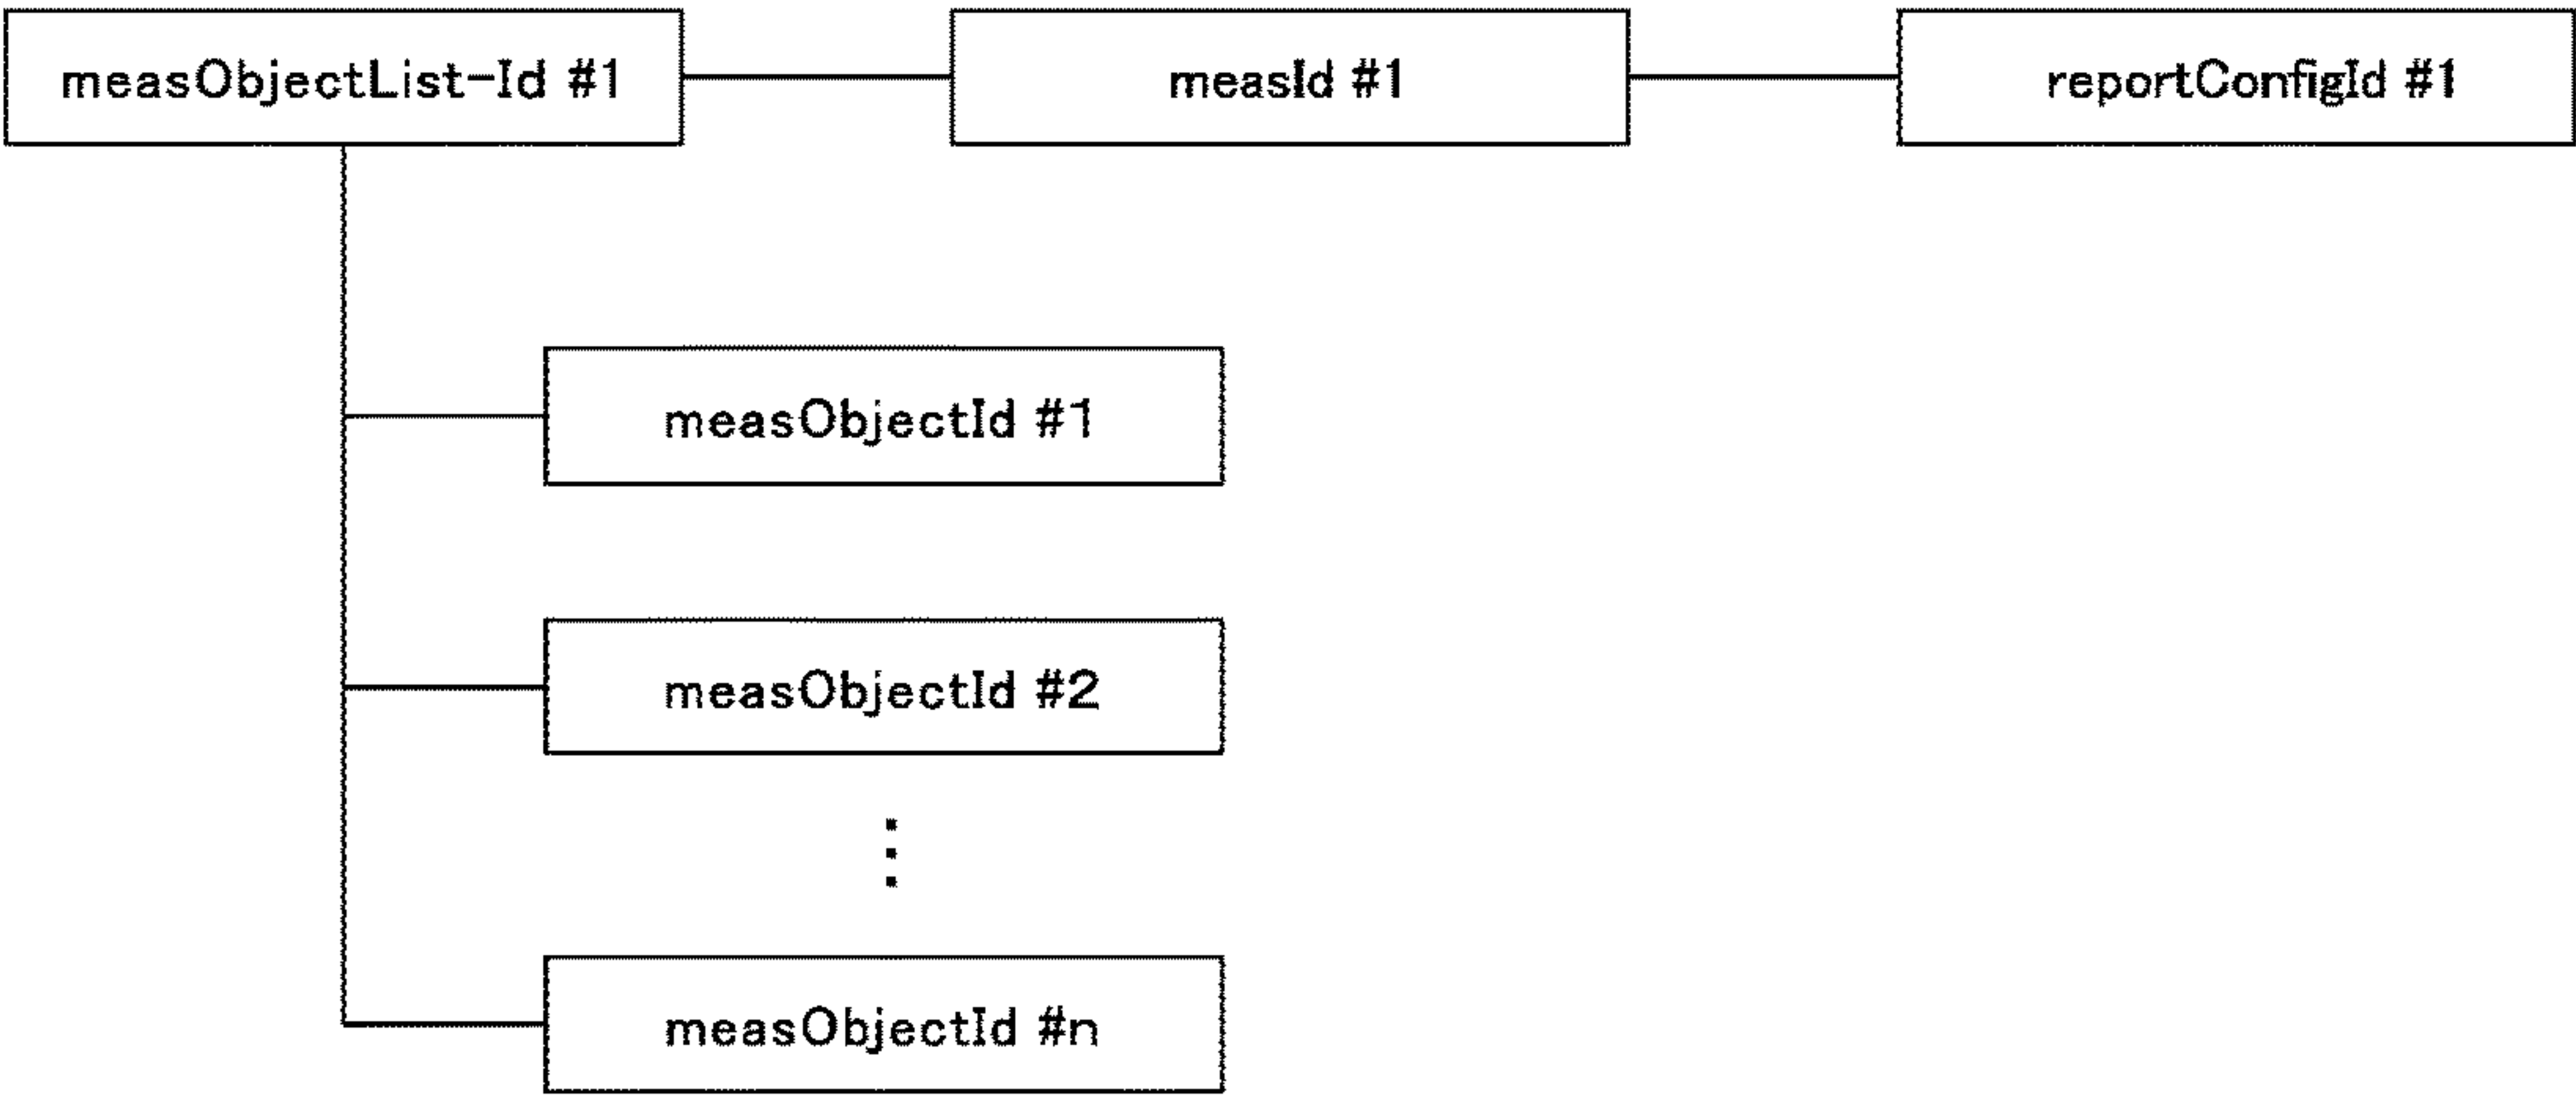 measObjectList-Id #1
measId #1
reportConfigId #1
measObjectId #1
measObjectId #2
measObjectId #n